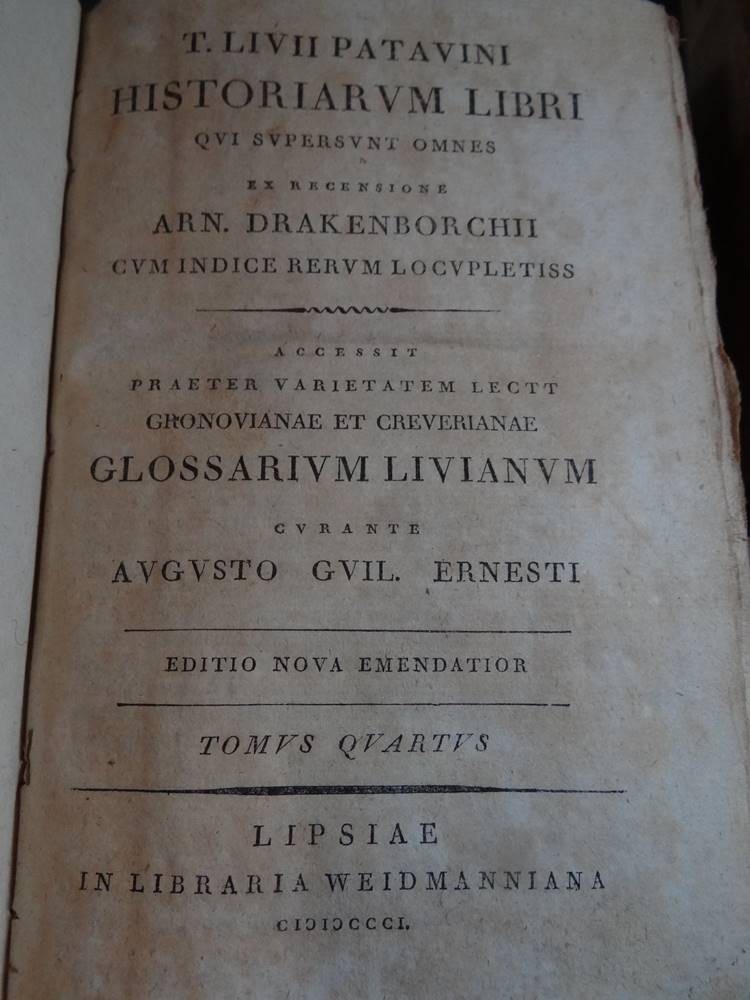 T. LIVII PATAVINI
HISTORIARVM LIBRI
QVI SVPERSVNT OMNES
EX RECENSIONE
ARN. DRAKENBORCHII
CVM INDICE RERVM LOCVPLETISS
ACCESSIT
PRAETER VARIETATEM LECTT
GRONOVIANAE ET CREVERIANAE
GLOSSARIVM LIVIANVM
CVRANTE
AVGVSTO GVIL. ERNESTI
EDITIO NOVA EMENDATIOR
TOMVS QVARTVS
LIPSIAE
IN LIBRARIA WEIDMANNIANA
CIↃIↃCCCI.